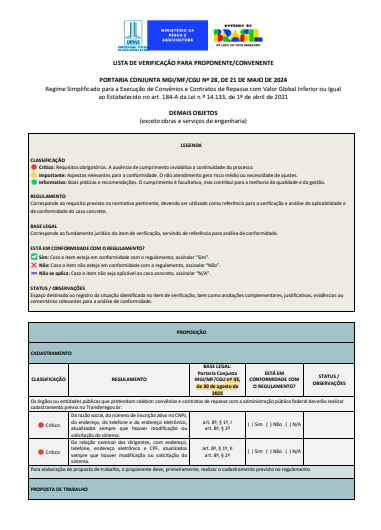 MINISTÉRIO DA
PESCA E
AQUICULTURA
GOVERNO DO
BRASIL
DO LADO DO POVO BRASILEIRO
LISTA DE VERIFICAÇÃO PARA PROPONENTE/CONVENENTE
PORTARIA CONJUNTA MGI/MF/CGU Nº 28, DE 21 DE MAIO DE 2024
Regime Simplificado para a Execução de Convênios e Contratos de Repasse com Valor Global Inferior ou Igual
ao Estabelecido no art. 184-A da Lei n.º 14.133, de 1º de abril de 2021
DEMAIS OBJETOS
(exceto obras e serviços de engenharia)
LEGENDA
CLASSIFICAÇÃO
Crítico: Requisitos obrigatórios. A ausência de cumprimento inviabiliza a continuidade do processo.
Importante: Aspectos relevantes para a conformidade. O não atendimento gera risco médio ou necessidade de ajustes.
Informativo: Boas práticas e recomendações. O cumprimento é facultativo, mas contribui para a melhoria da qualidade e da gestão.
REGULAMENTO
Corresponde ao requisito previsto na normativa pertinente, devendo ser utilizado como referência para a verificação e análise de aplicabilidade e
de conformidade do caso concreto.
BASE LEGAL
Corresponde ao fundamento jurídico do item de verificação, servindo de referência para análise de conformidade.
ESTÁ EM CONFORMIDADE COM O REGULAMENTO?
Sim: Caso o item esteja em conformidade com o regulamento, assinalar "Sim".
Não: Caso o item não esteja em conformidade com o regulamento, assinalar "Não".
Não se aplica: Caso o item não seja aplicável ao caso concreto, assinalar "N/A".
STATUS / OBSERVAÇÕES
Espaço destinado ao registro da situação identificada no item de verificação, bem como anotações complementares, justificativas, evidências ou
comentários relevantes para a análise de conformidade.
PROPOSIÇÃO
CADASTRAMENTO
CLASSIFICAÇÃO
REGULAMENTO
BASE LEGAL:
Portaria Conjunta
MGI/MF/CGU nº 33,
de 30 de agosto de
2023
ESTÁ EM
CONFORMIDADE COM
O REGULAMENTO?
STATUS /
OBSERVAÇÕES
Os órgãos ou entidades públicas que pretendam celebrar convênios e contratos de repasse com a administração pública federal deverão realizar
cadastramento prévio no Transferegov.br:
Crítico
Da razão social, do número de inscrição ativa no CNPJ,
do endereço, do telefone e do endereço eletrônico,
atualizados sempre que houver modificação ou
solicitação do sistema.
art. 8º, § 1º, I
art. 8º, § 2º
( ) Sim ( ) Não ( ) N/A
Crítico
Da relação nominal dos dirigentes, com endereço,
telefone, endereço eletrônico e CPF, atualizados
sempre que houver modificação ou solicitação do
sistema.
art. 8º, § 1º, II
art. 8º, § 2º
( ) Sim ( ) Não ( ) N/A
Para elaboração de proposta de trabalho, o proponente deve, primeiramente, realizar o cadastramento previsto no regulamento.
PROPOSTA DE TRABALHO